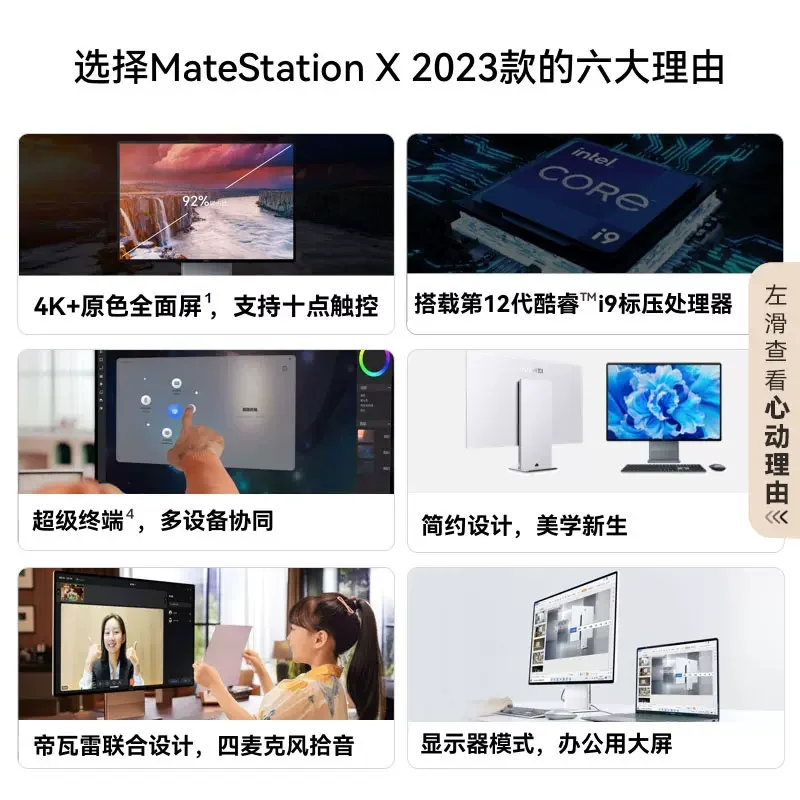 选择MateStation X 2023款的六大理由
92%
intel
CORE
i9
4K+原色全面屏1，支持十点触控
搭载第12代酷睿™i9标压处理器
超级终端4，多设备协同
简约设计，美学新生
帝瓦雷联合设计，四麦克风拾音
显示器模式，办公用大屏
左滑查看心动理由